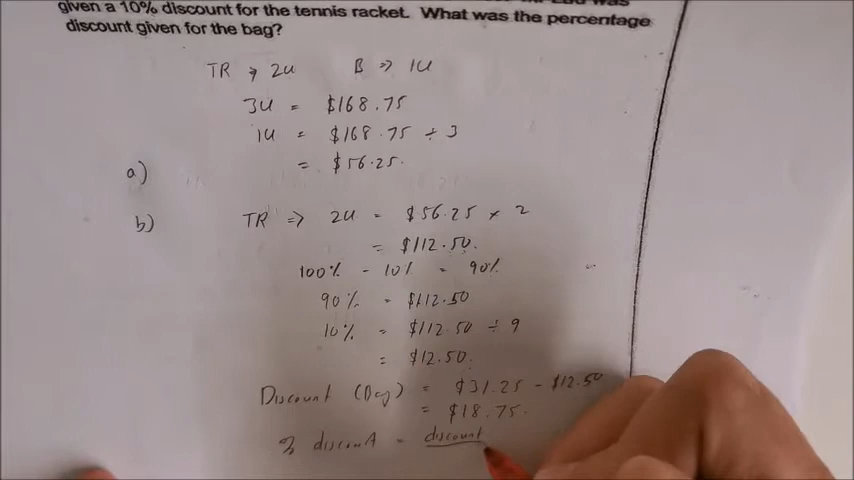 given a 10% discount for the tennis racket. What was the percentage
discount given for the bag?
TR → 2u B => 1u
3u = $168.75
1u = $168.75 ÷ 3
a) = $56.25.
b) TR => 2u = $56.25 × 2
= $112.50.
100% - 10% = 90%
90% = $112.50
10% = $112.50 ÷ 9
= $12.50.
Discount (Bag) = $31.25 - $12.50
= $18.75.
% discount = discount